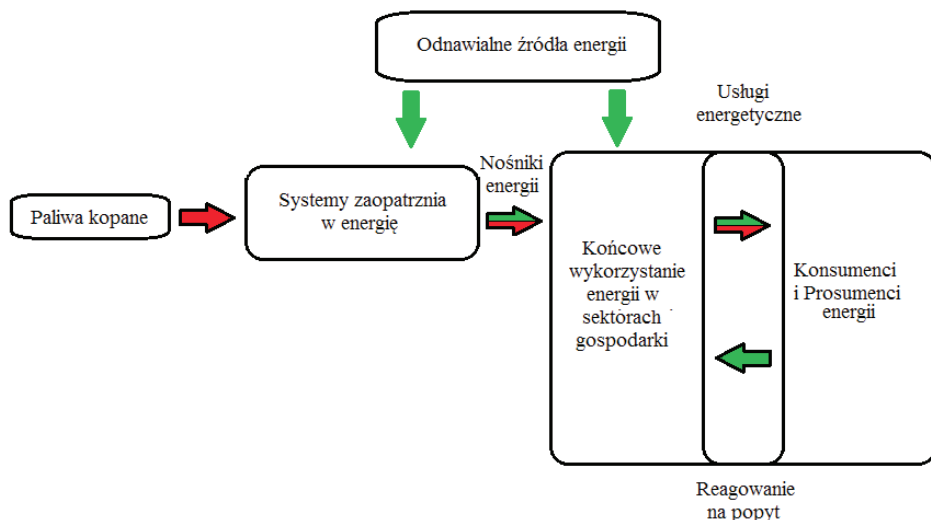 Odnawialne źródła energii
Usługi
energetyczne
Nośniki
energii
Paliwa kopane
Systemy zaopatrznia
w energię
Końcowe
wykorzystanie
energii w
sektórach
gospodarki
Konsumenci
i Prosumenci
energii
Reagowanie
na popyt